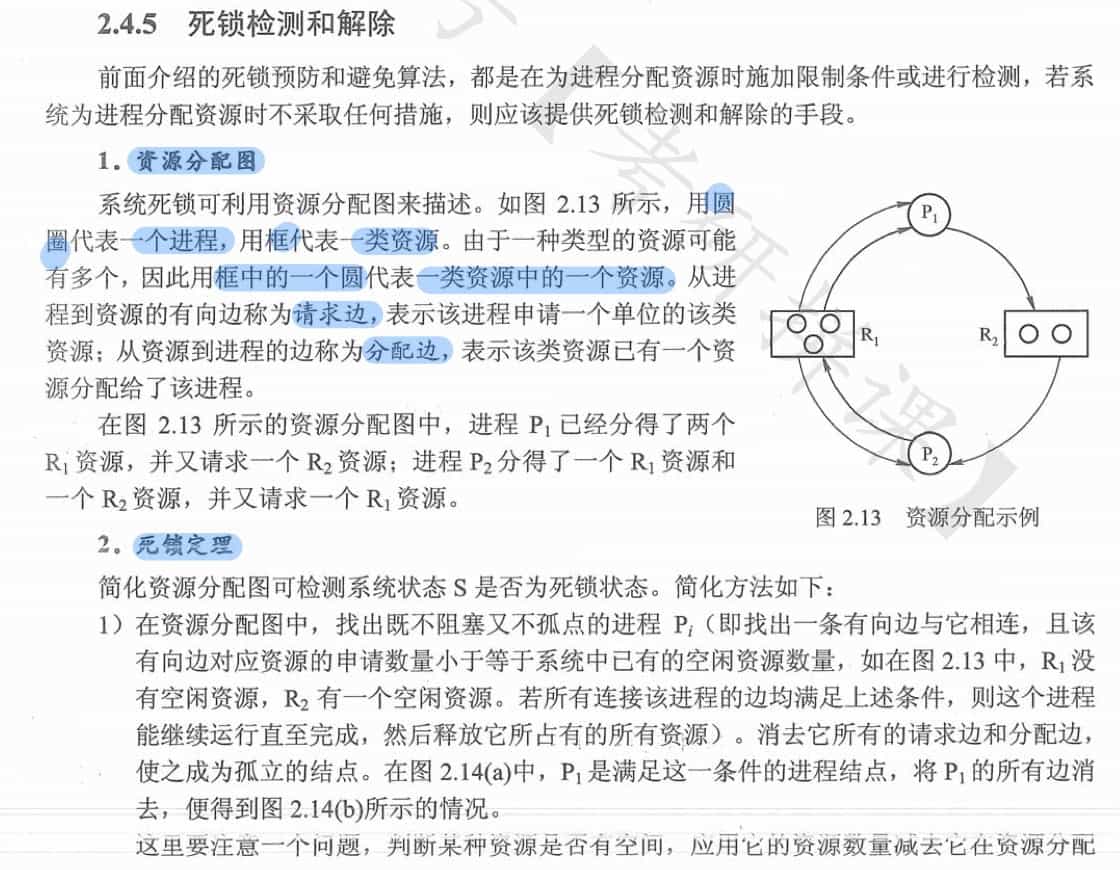 2.4.5 死锁检测和解除
前面介绍的死锁预防和避免算法，都是在为进程分配资源时施加限制条件或进行检测，若系
统为进程分配资源时不采取任何措施，则应该提供死锁检测和解除的手段。
1. 资源分配图
系统死锁可利用资源分配图来描述。如图 2.13 所示，用圆
圈代表一个进程，用框代表一类资源。由于一种类型的资源可能
有多个，因此用框中的一个圆代表一类资源中的一个资源。从进
程到资源的有向边称为请求边，表示该进程申请一个单位的该类
资源；从资源到进程的边称为分配边，表示该类资源已有一个资
源分配给了该进程。
在图 2.13 所示的资源分配图中，进程 P₁ 已经分得了两个
R₁ 资源，并又请求一个 R₂ 资源；进程 P₂ 分得了一个 R₁ 资源和
一个 R₂ 资源，并又请求一个 R₁ 资源。
P₁
R₁
R₂
P₂
图 2.13 资源分配示例
2. 死锁定理
简化资源分配图可检测系统状态 S 是否为死锁状态。简化方法如下：
1）在资源分配图中，找出既不阻塞又不孤点的进程 Pᵢ（即找出一条有向边与它相连，且该
有向边对应资源的申请数量小于等于系统中已有的空闲资源数量，如在图 2.13 中，R₁ 没
有空闲资源，R₂ 有一个空闲资源。若所有连接该进程的边均满足上述条件，则这个进程
能继续运行直至完成，然后释放它所占有的所有资源）。消去它所有的请求边和分配边，
使之成为孤立的结点。在图 2.14(a)中，P₁ 是满足这一条件的进程结点，将 P₁ 的所有边消
去，便得到图 2.14(b)所示的情况。
这里要注意一个问题，判断某种资源是否有空间，应用它的资源数量减去它在资源分配